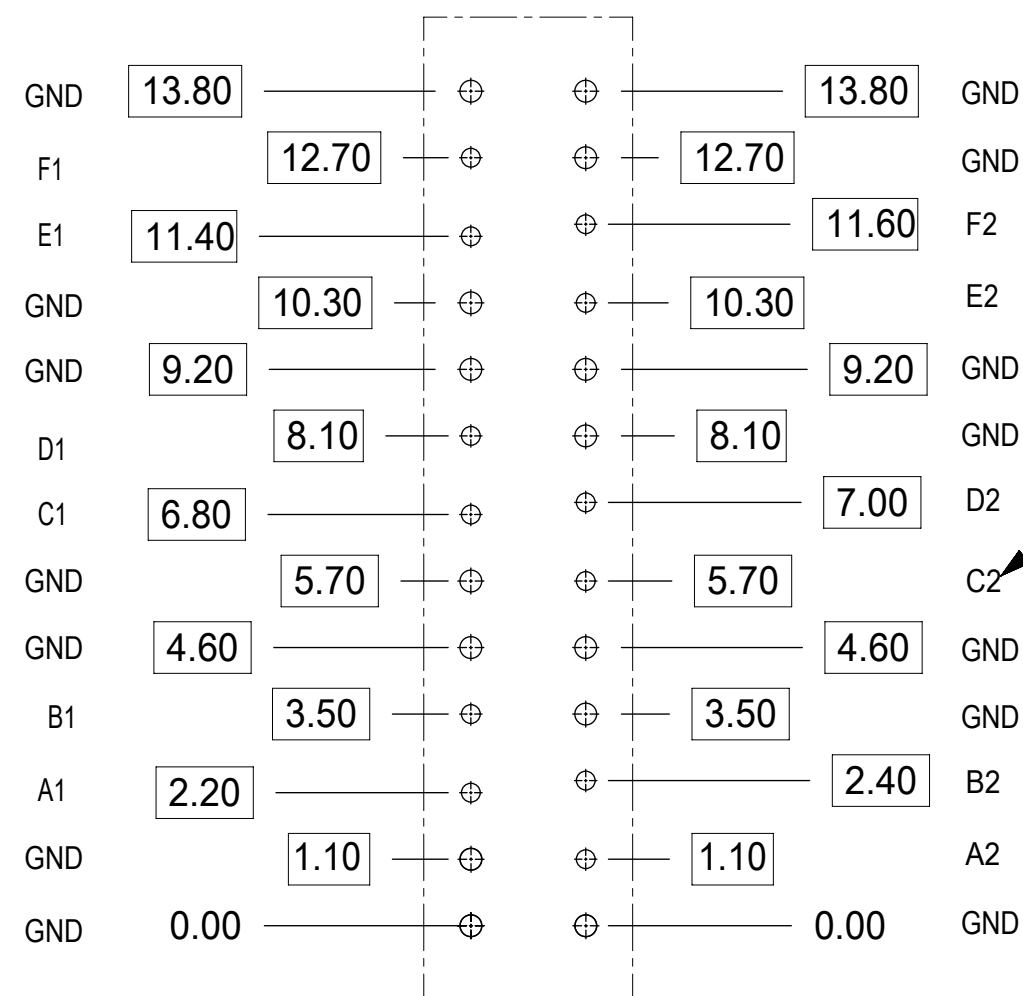 GND 13.80 13.80 GND
F1 12.70 12.70 GND
E1 11.40 11.60 F2
GND 10.30 10.30 E2
GND 9.20 9.20 GND
D1 8.10 8.10 GND
C1 6.80 7.00 D2
GND 5.70 5.70 C2
GND 4.60 4.60 GND
B1 3.50 3.50 GND
A1 2.20 2.40 B2
GND 1.10 1.10 A2
GND 0.00 0.00 GND